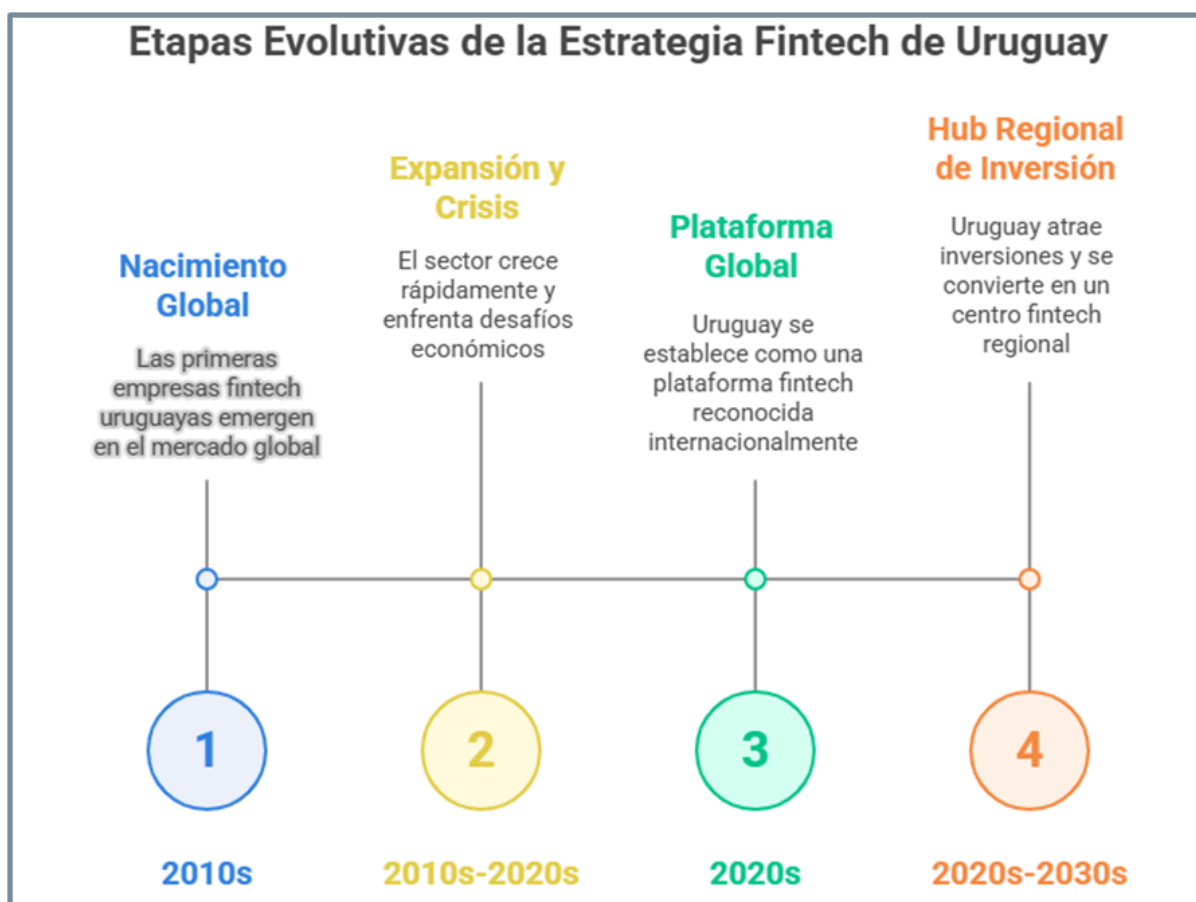 Etapas Evolutivas de la Estrategia Fintech de Uruguay
Nacimiento
Global
Las primeras
empresas fintech
uruguayas emergen
en el mercado global
Expansión y
Crisis
El sector crece
rápidamente y
enfrenta desafíos
económicos
Plataforma
Global
Uruguay se
establece como una
plataforma fintech
reconocida
internacionalmente
Hub Regional
de Inversión
Uruguay atrae
inversiones y se
convierte en un
centro fintech
regional
1
2
3
4
2010s
2010s-2020s
2020s
2020s-2030s